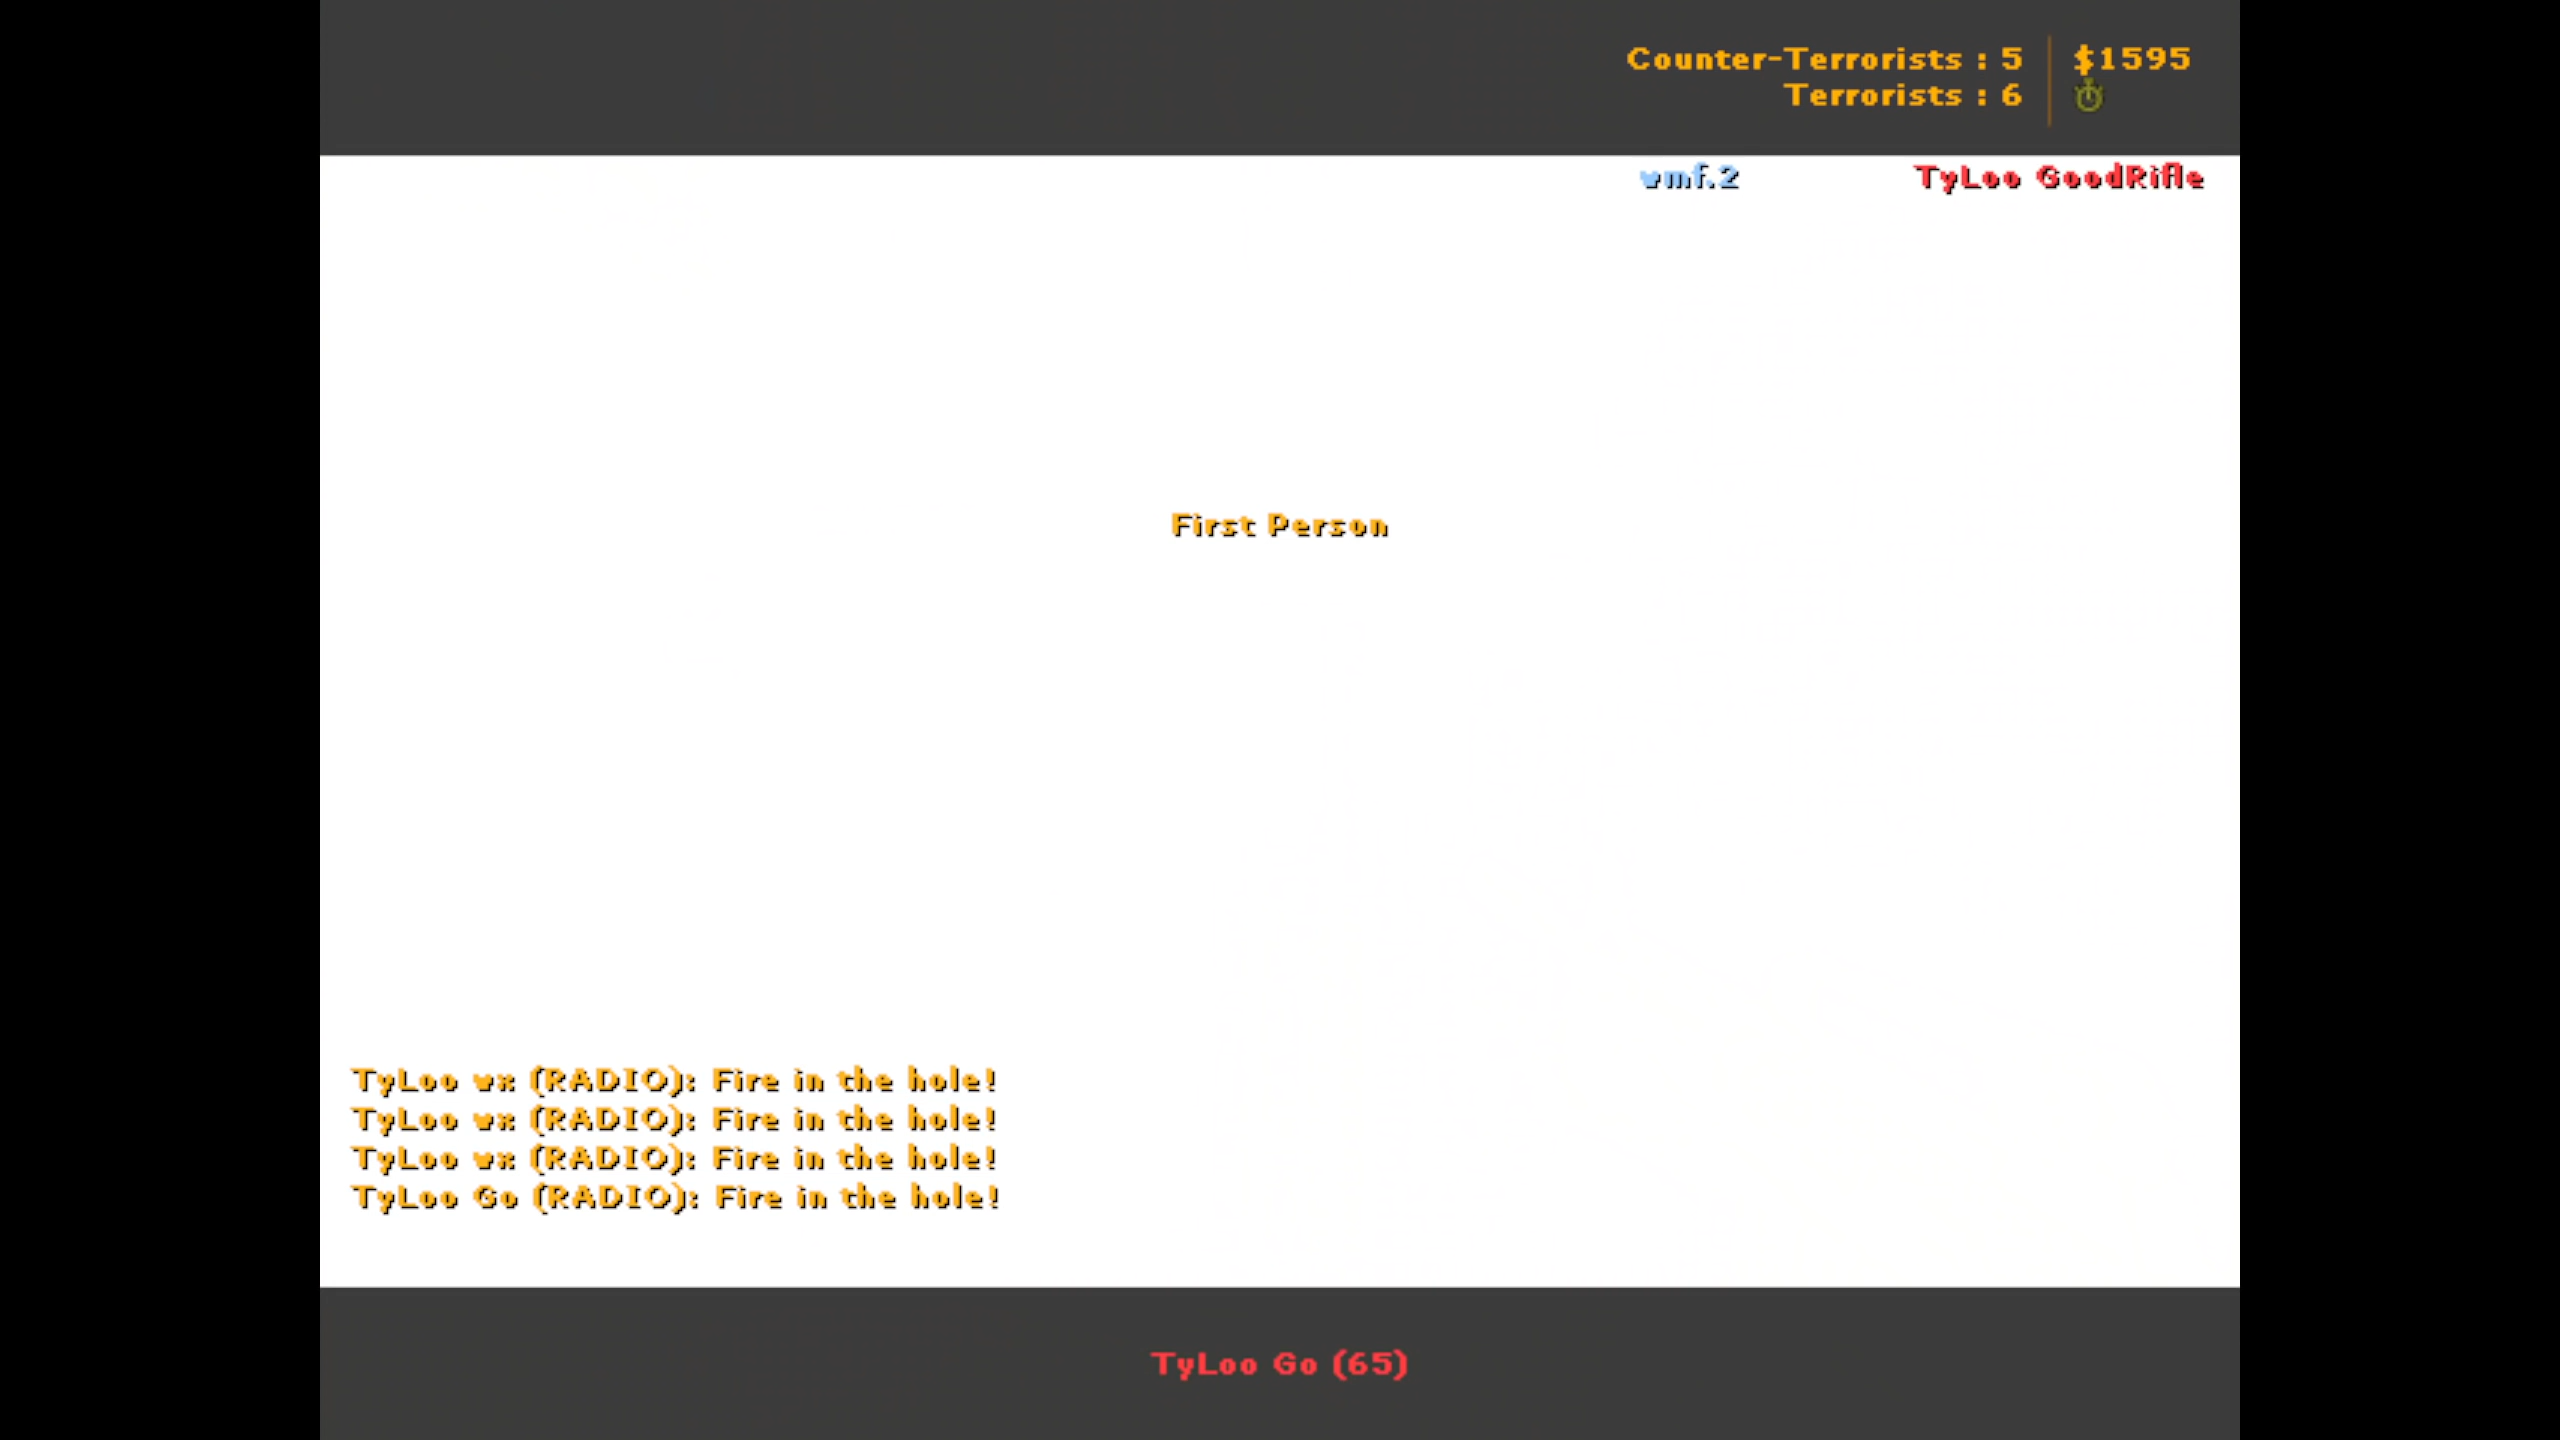 Counter-Terrorists : 5
$1595
Terrorists : 6
wmf.2 TyLoo GoodRifle
First Person
TyLoo wx (RADIO): Fire in the hole!
TyLoo wx (RADIO): Fire in the hole!
TyLoo wx (RADIO): Fire in the hole!
TyLoo Go (RADIO): Fire in the hole!
TyLoo Go (65)